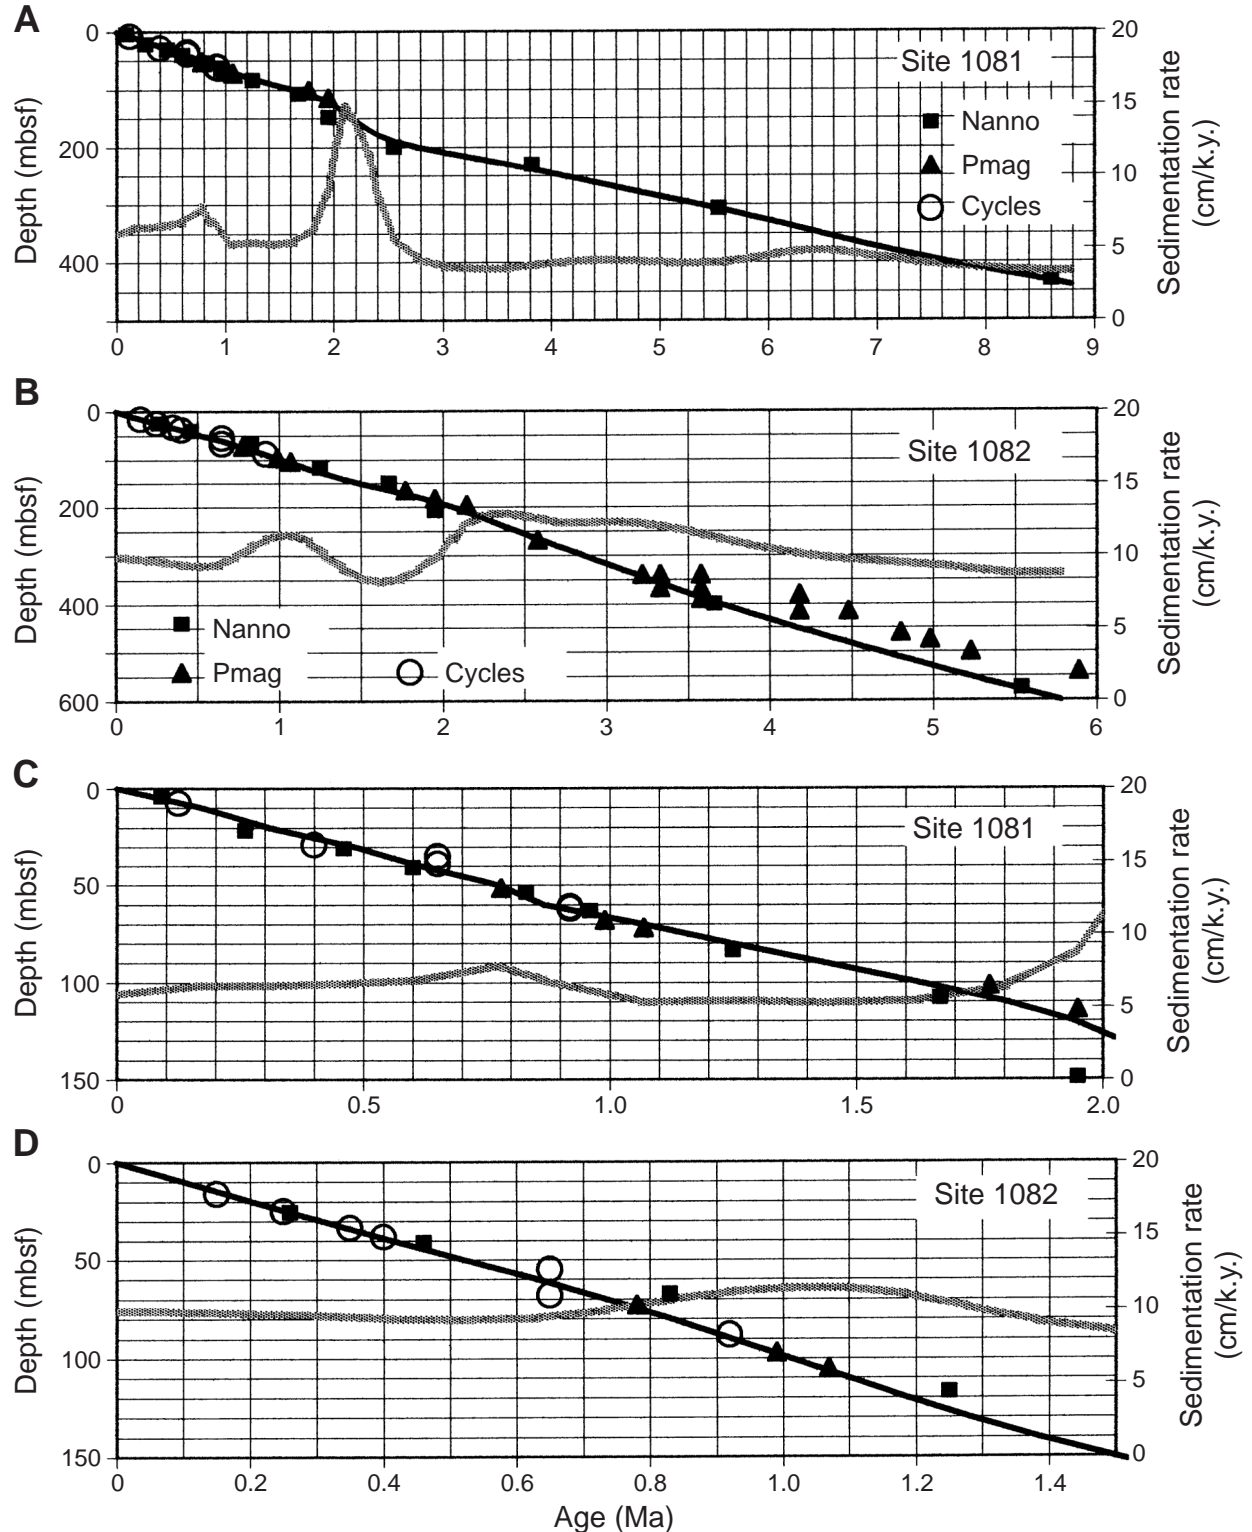 A
0
200
400
Depth (mbsf)
Site 1081
Nanno
Pmag
Cycles
20
15
10
5
0
Sedimentation rate
(cm/k.y.)
0 1 2 3 4 5 6 7 8 9
B
0
200
400
600
Depth (mbsf)
Site 1082
Nanno
Pmag
Cycles
20
15
10
5
0
Sedimentation rate
(cm/k.y.)
0 1 2 3 4 5 6
C
0
50
100
150
Depth (mbsf)
Site 1081
20
15
10
5
0
Sedimentation rate
(cm/k.y.)
0 0.5 1.0 1.5 2.0
D
0
50
100
150
Depth (mbsf)
Site 1082
20
15
10
5
0
Sedimentation rate
(cm/k.y.)
0 0.2 0.4 0.6 0.8 1.0 1.2 1.4
Age (Ma)